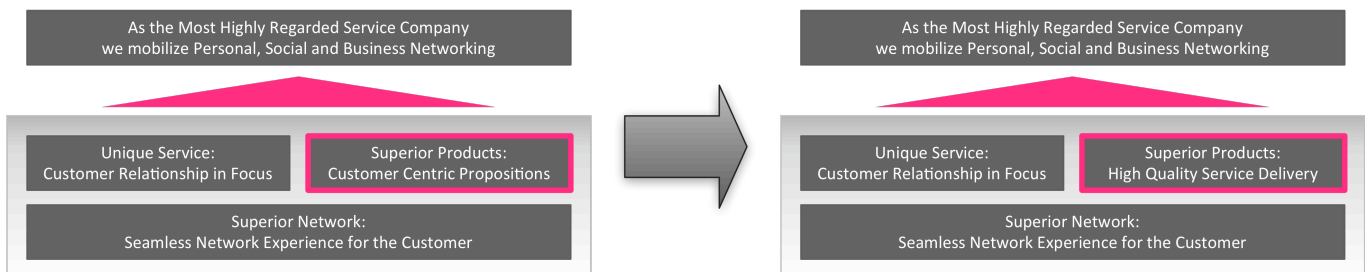 As the Most Highly Regarded Service Company
we mobilize Personal, Social and Business Networking
Unique Service:
Customer Relationship in Focus
Superior Products:
Customer Centric Propositions
Superior Network:
Seamless Network Experience for the Customer
As the Most Highly Regarded Service Company
we mobilize Personal, Social and Business Networking
Unique Service:
Customer Relationship in Focus
Superior Products:
High Quality Service Delivery
Superior Network:
Seamless Network Experience for the Customer